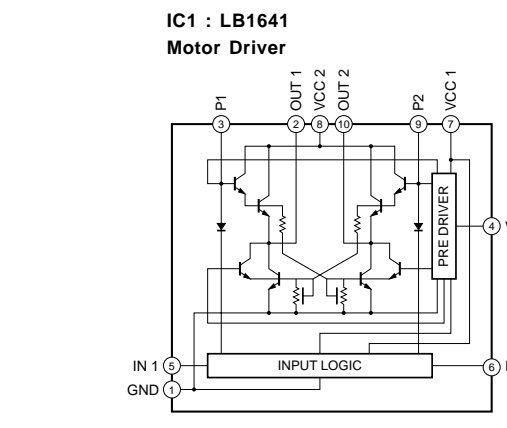 IC1 : LB1641
Motor Driver
P1
OUT 1
VCC 2
OUT 2
P2
VCC 1
3
2
8
10
9
7
PRE DRIVER
4
IN 1
5
INPUT LOGIC
6
GND
1